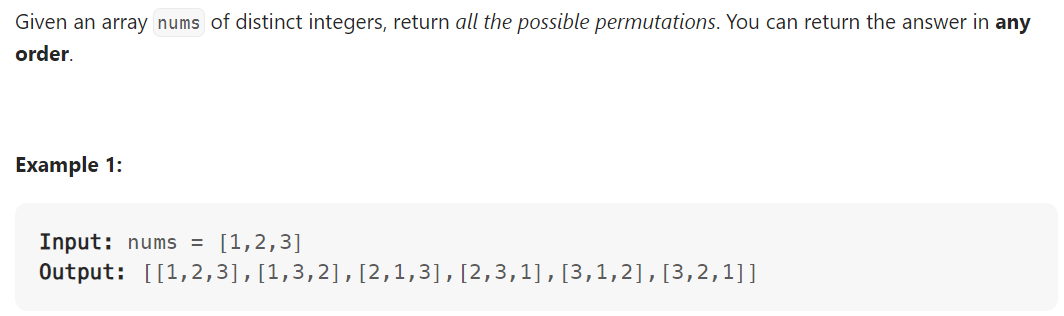 Given an array nums of distinct integers, return all the possible permutations. You can return the answer in any
order.
Example 1:
Input: nums = [1,2,3]
Output: [[1,2,3],[1,3,2],[2,1,3],[2,3,1],[3,1,2],[3,2,1]]